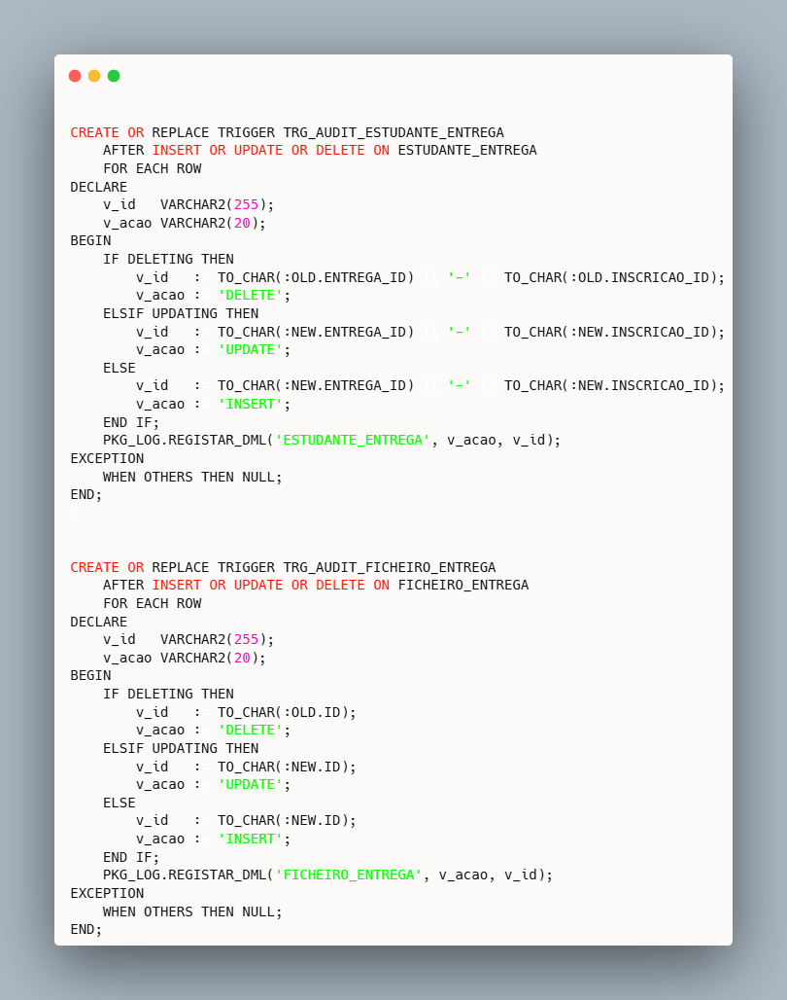 CREATE OR REPLACE TRIGGER TRG_AUDIT_ESTUDANTE_ENTREGA
    AFTER INSERT OR UPDATE OR DELETE ON ESTUDANTE_ENTREGA
    FOR EACH ROW
DECLARE
    v_id   VARCHAR2(255);
    v_acao VARCHAR2(20);
BEGIN
    IF DELETING THEN
        v_id   := TO_CHAR(:OLD.ENTREGA_ID) || '-' || TO_CHAR(:OLD.INSCRICAO_ID);
        v_acao := 'DELETE';
    ELSIF UPDATING THEN
        v_id   := TO_CHAR(:NEW.ENTREGA_ID) || '-' || TO_CHAR(:NEW.INSCRICAO_ID);
        v_acao := 'UPDATE';
    ELSE
        v_id   := TO_CHAR(:NEW.ENTREGA_ID) || '-' || TO_CHAR(:NEW.INSCRICAO_ID);
        v_acao := 'INSERT';
    END IF;
    PKG_LOG.REGISTAR_DML('ESTUDANTE_ENTREGA', v_acao, v_id);
EXCEPTION
    WHEN OTHERS THEN NULL;
END;
/
CREATE OR REPLACE TRIGGER TRG_AUDIT_FICHEIRO_ENTREGA
    AFTER INSERT OR UPDATE OR DELETE ON FICHEIRO_ENTREGA
    FOR EACH ROW
DECLARE
    v_id   VARCHAR2(255);
    v_acao VARCHAR2(20);
BEGIN
    IF DELETING THEN
        v_id   := TO_CHAR(:OLD.ID);
        v_acao := 'DELETE';
    ELSIF UPDATING THEN
        v_id   := TO_CHAR(:NEW.ID);
        v_acao := 'UPDATE';
    ELSE
        v_id   := TO_CHAR(:NEW.ID);
        v_acao := 'INSERT';
    END IF;
    PKG_LOG.REGISTAR_DML('FICHEIRO_ENTREGA', v_acao, v_id);
EXCEPTION
    WHEN OTHERS THEN NULL;
END;